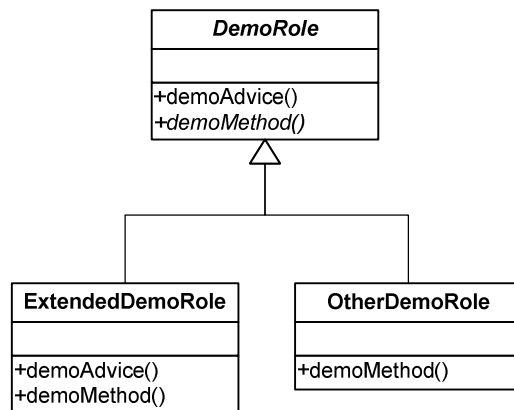 DemoRole
+demoAdvice()
+demoMethod()
ExtendedDemoRole
+demoAdvice()
+demoMethod()
OtherDemoRole
+demoMethod()